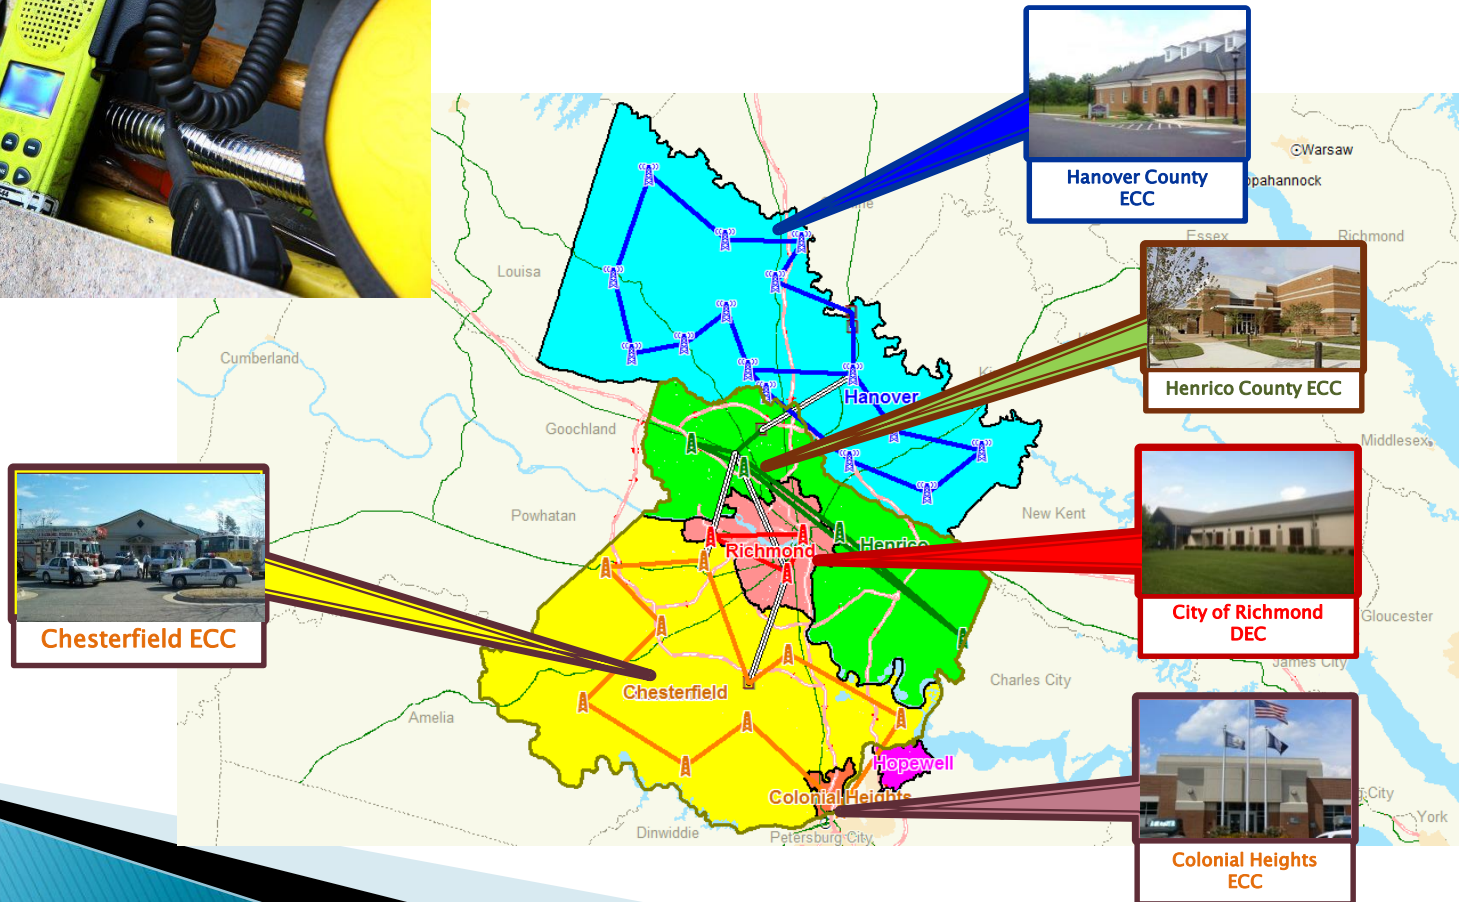 Hanover County
ECC
Warsaw
Essex
Richmond
Louisa
Henrico County ECC
Cumberland
Hanover
Goochland
Middlesex
Powhatan
New Kent
Richmond
Henrico
City of Richmond
DEC
Gloucester
Chesterfield ECC
James City
Charles City
Chesterfield
Amelia
Hopewell
Colonial Heights
City
York
Dinwiddie
Petersburg City
Colonial Heights
ECC